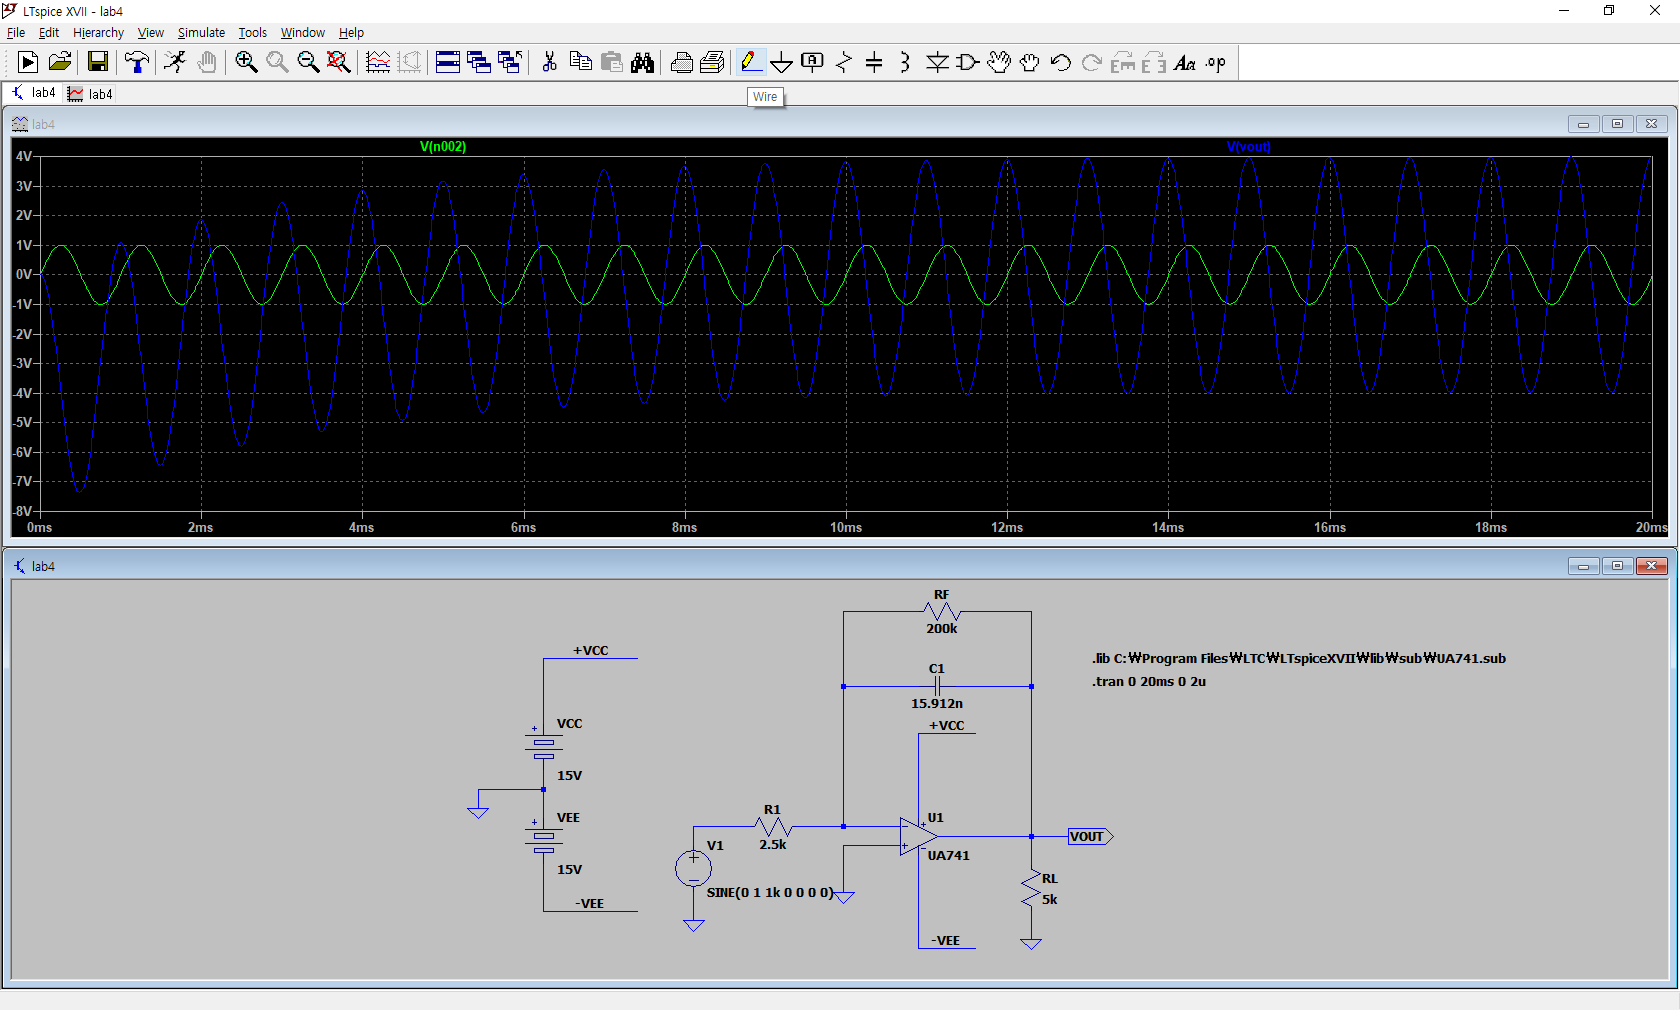 LTspice XVII - lab4
File Edit Hierarchy View Simulate Tools Window Help
A Aa .op
lab4 lab4
Wire
lab4
V(n002) V(vout)
4V
3V
2V
1V
0V
-1V
-2V
-3V
-4V
-5V
-6V
-7V
-8V
0ms 2ms 4ms 6ms 8ms 10ms 12ms 14ms 16ms 18ms 20ms
lab4
RF
200k
+VCC
.lib C:₩Program Files₩LTC₩LTspiceXVII₩lib₩sub₩UA741.sub
C1
.tran 0 20ms 0 2u
15.912n
VCC
+VCC
15V
R1
VEE
U1
VOUT
2.5k
V1
UA741
15V
RL
SINE(0 1 1k 0 0 0 0)
5k
-VEE
-VEE